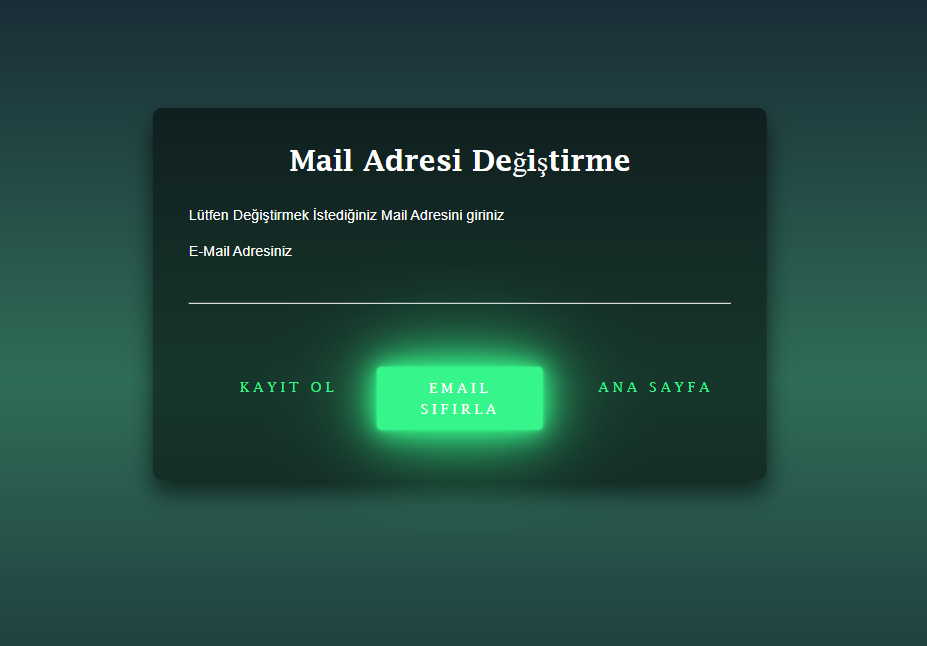 Mail Adresi Değiştirme
Lütfen Değiştirmek İstediğiniz Mail Adresini giriniz
E-Mail Adresiniz
KAYIT OL
EMAIL
SIFIRLA
ANA SAYFA